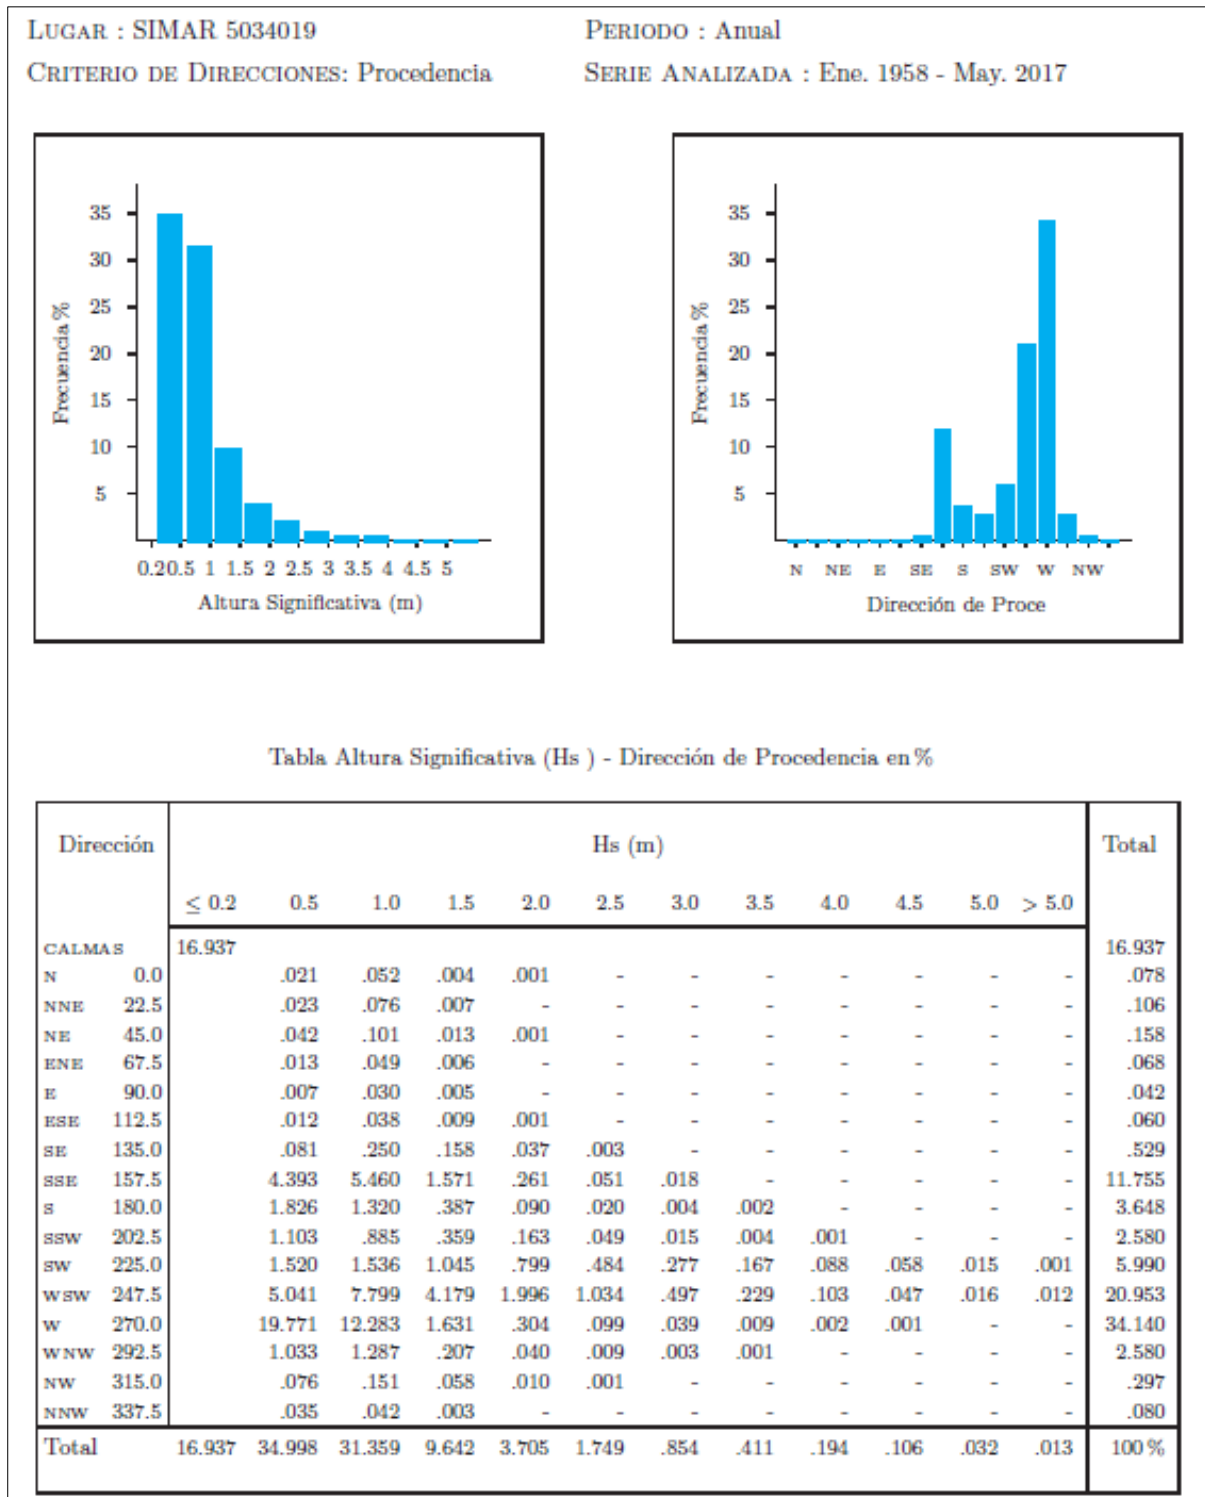 LUGAR : SIMAR 5034019 PERIODO : Anual
CRITERIO DE DIRECCIONES: Procedencia SERIE ANALIZADA : Ene. 1958 - May. 2017
35
30
25
20
15
10
5
Frecuencia %
0.2 0.5 1 1.5 2 2.5 3 3.5 4 4.5 5
Altura Significativa (m)
35
30
25
20
15
10
5
Frecuencia %
N NE E SE S SW W NW
Dirección de Proce
Tabla Altura Significativa (Hs ) - Dirección de Procedencia en %
Dirección Hs (m) Total
≤ 0.2 0.5 1.0 1.5 2.0 2.5 3.0 3.5 4.0 4.5 5.0 > 5.0
CALMAS 16.937 16.937
N 0.0 .021 .052 .004 .001 - - - - - - - .078
NNE 22.5 .023 .076 .007 - - - - - - - - .106
NE 45.0 .042 .101 .013 .001 - - - - - - - .158
ENE 67.5 .013 .049 .006 - - - - - - - - .068
E 90.0 .007 .030 .005 - - - - - - - - .042
ESE 112.5 .012 .038 .009 .001 - - - - - - - .060
SE 135.0 .081 .250 .158 .037 .003 - - - - - - .529
SSE 157.5 4.393 5.460 1.571 .261 .051 .018 - - - - - 11.755
S 180.0 1.826 1.320 .387 .090 .020 .004 .002 - - - - 3.648
SSW 202.5 1.103 .885 .359 .163 .049 .015 .004 .001 - - - 2.580
SW 225.0 1.520 1.536 1.045 .799 .484 .277 .167 .088 .058 .015 .001 5.990
WSW 247.5 5.041 7.799 4.179 1.996 1.034 .497 .229 .103 .047 .016 .012 20.953
W 270.0 19.771 12.283 1.631 .304 .099 .039 .009 .002 .001 - - 34.140
WNW 292.5 1.033 1.287 .207 .040 .009 .003 .001 - - - - 2.580
NW 315.0 .076 .151 .058 .010 .001 - - - - - - .297
NNW 337.5 .035 .042 .003 - - - - - - - - .080
Total 16.937 34.998 31.359 9.642 3.705 1.749 .854 .411 .194 .106 .032 .013 100 %